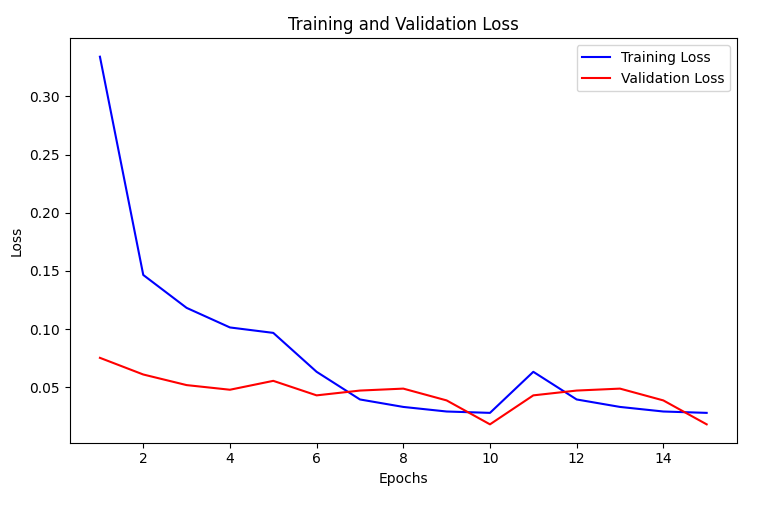 Training and Validation Loss
Training Loss
Validation Loss
0.30
0.25
0.20
0.15
0.10
0.05
Loss
2 4 6 8 10 12 14
Epochs